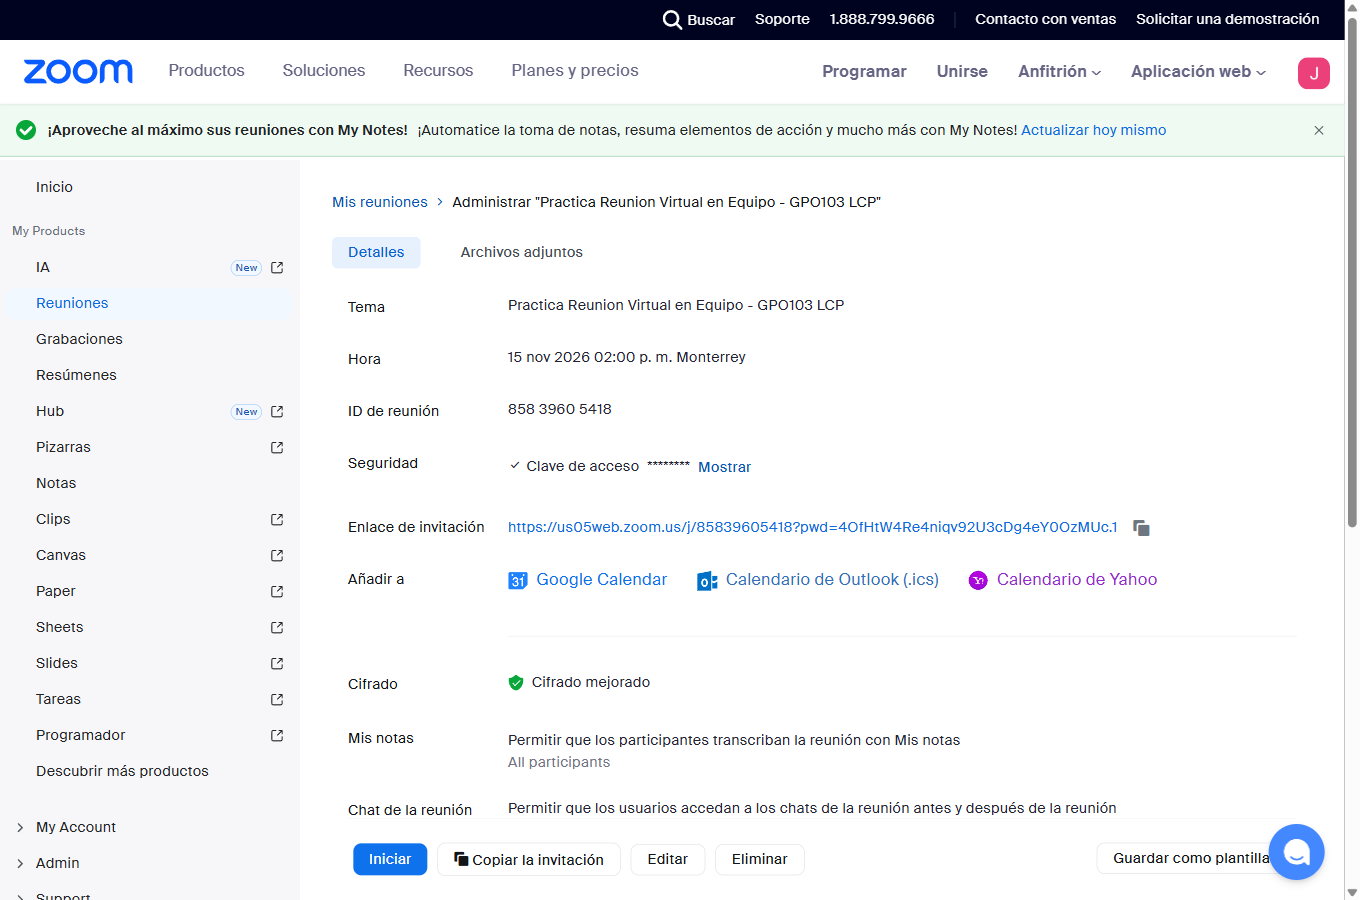 Buscar Soporte 1.888.799.9666 Contacto con ventas Solicitar una demostración
zoom Productos Soluciones Recursos Planes y precios Programar Unirse Anfitrión Aplicación web J
¡Aproveche al máximo sus reuniones con My Notes! ¡Automatice la toma de notas, resuma elementos de acción y mucho más con My Notes! Actualizar hoy mismo
Inicio
My Products
IA New
Reuniones
Grabaciones
Resúmenes
Hub New
Pizarras
Notas
Clips
Canvas
Paper
Sheets
Slides
Tareas
Programador
Descubrir más productos
My Account
Admin
Support
Mis reuniones > Administrar "Practica Reunion Virtual en Equipo - GPO103 LCP"
Detalles Archivos adjuntos
Tema Practica Reunion Virtual en Equipo - GPO103 LCP
Hora 15 nov 2026 02:00 p. m. Monterrey
ID de reunión 858 3960 5418
Seguridad Clave de acceso ******** Mostrar
Enlace de invitación https://us05web.zoom.us/j/85839605418?pwd=4OfHtW4Re4niqv92U3cDg4eY0OzMUc.1
Añadir a 31 Google Calendar Calendario de Outlook (.ics) Calendario de Yahoo
Cifrado Cifrado mejorado
Mis notas Permitir que los participantes transcriban la reunión con Mis notas
All participants
Chat de la reunión Permitir que los usuarios accedan a los chats de la reunión antes y después de la reunión
Iniciar Copiar la invitación Editar Eliminar Guardar como plantilla